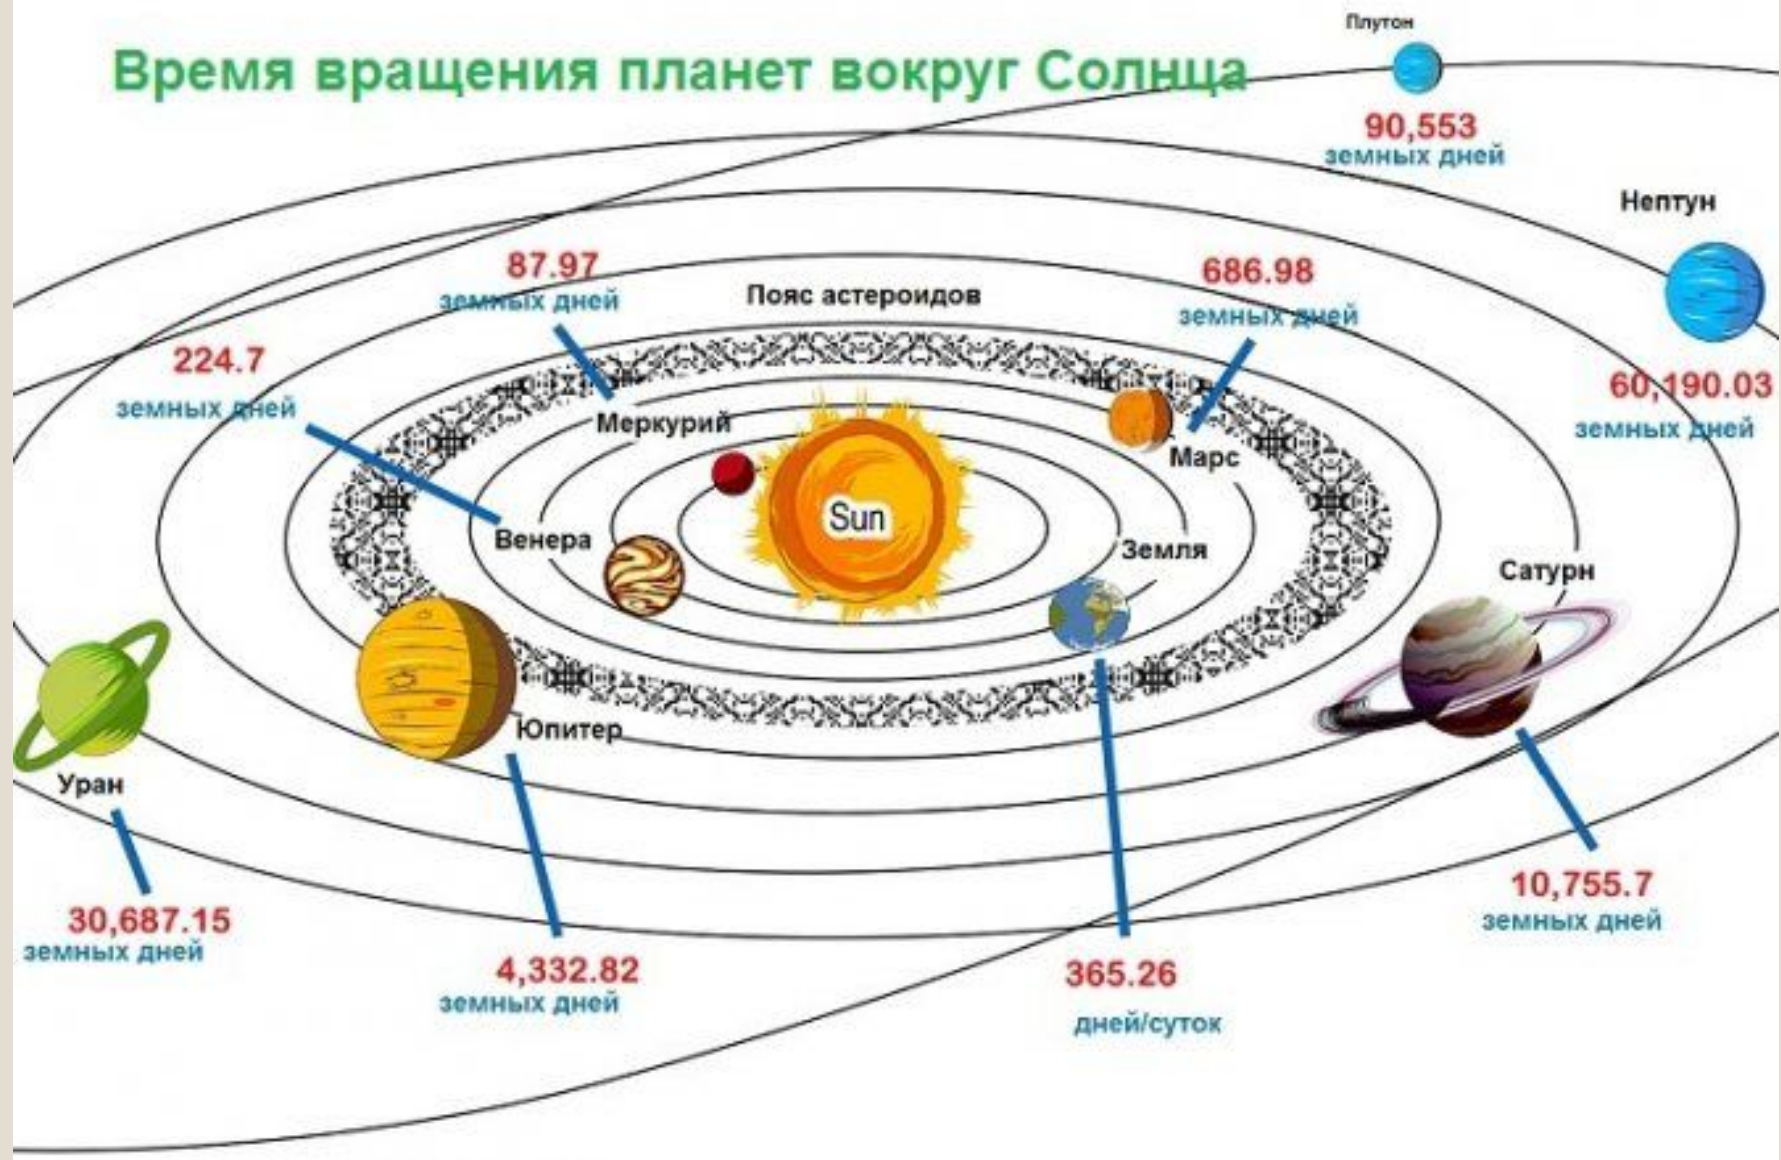 Плутон
Время вращения планет вокруг Солнца
90,553
земных дней
Нептун
87.97
земных дней
Пояс астероидов
686.98
земных дней
224.7
земных дней
60,190.03
земных дней
Меркурий
Марс
Sun
Венера
Земля
Сатурн
Юпитер
Уран
10,755.7
земных дней
30,687.15
земных дней
4,332.82
земных дней
365.26
дней/суток